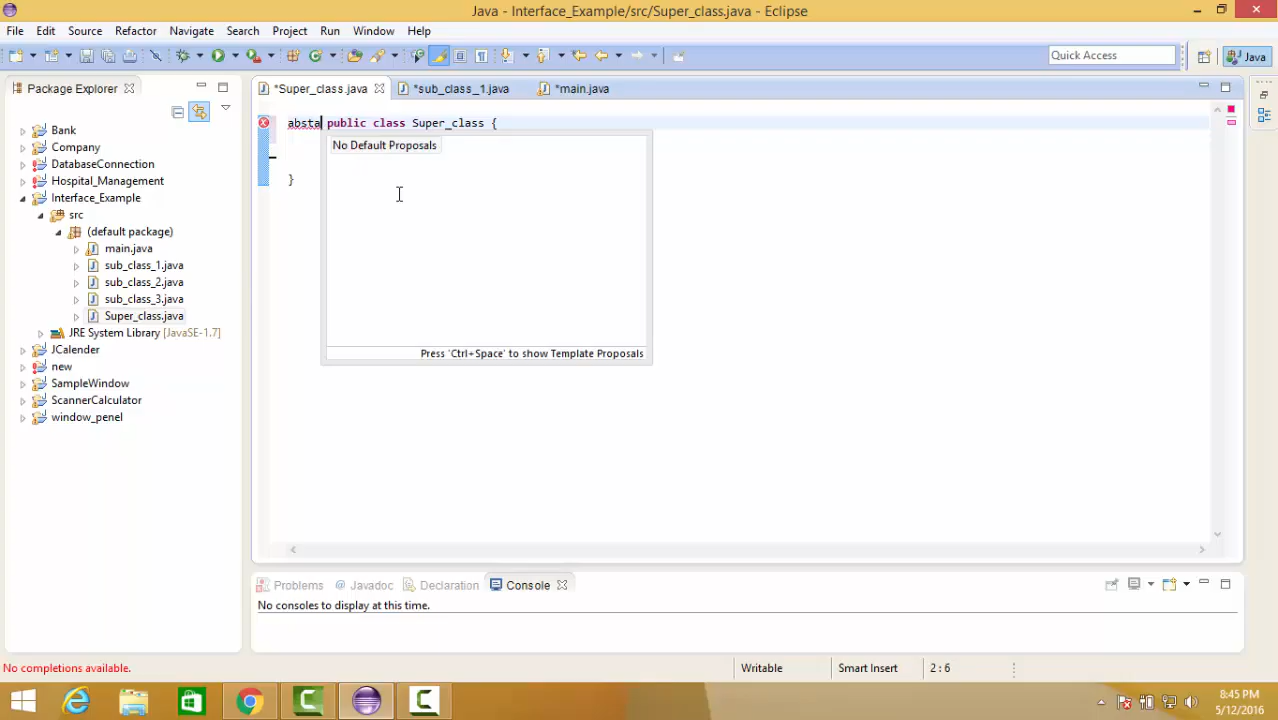 Java - Interface_Example/src/Super_class.java - Eclipse
File Edit Source Refactor Navigate Search Project Run Window Help
Quick Access
Java
Package Explorer
*Super_class.java
*sub_class_1.java
*main.java
Bank
Company
DatabaseConnection
Hospital_Management
Interface_Example
src
(default package)
main.java
sub_class_1.java
sub_class_2.java
sub_class_3.java
Super_class.java
JRE System Library [JavaSE-1.7]
JCalender
new
SampleWindow
ScannerCalculator
window_penel
absta public class Super_class {
}
No Default Proposals
Press 'Ctrl+Space' to show Template Proposals
Problems @ Javadoc Declaration Console
No consoles to display at this time.
No completions available.
Writable
Smart Insert
2 : 6
8:45 PM
5/12/2016